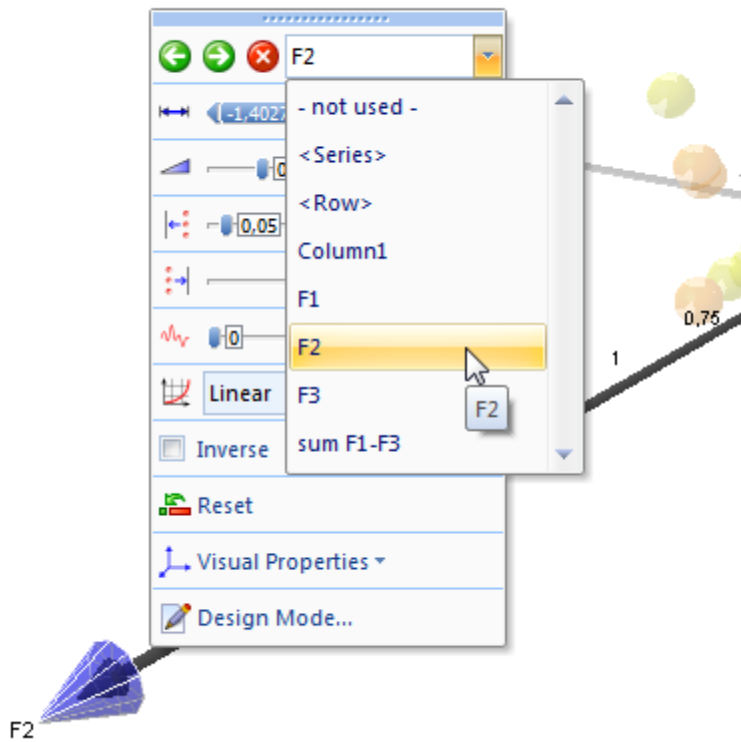 F2
- not used -
-1,4027
<Series>
0
<Row>
0,05
Column1
F1
0
F2
Linear
F3
F2
Inverse
sum F1-F3
Reset
Visual Properties
Design Mode...
0,75
1
F2